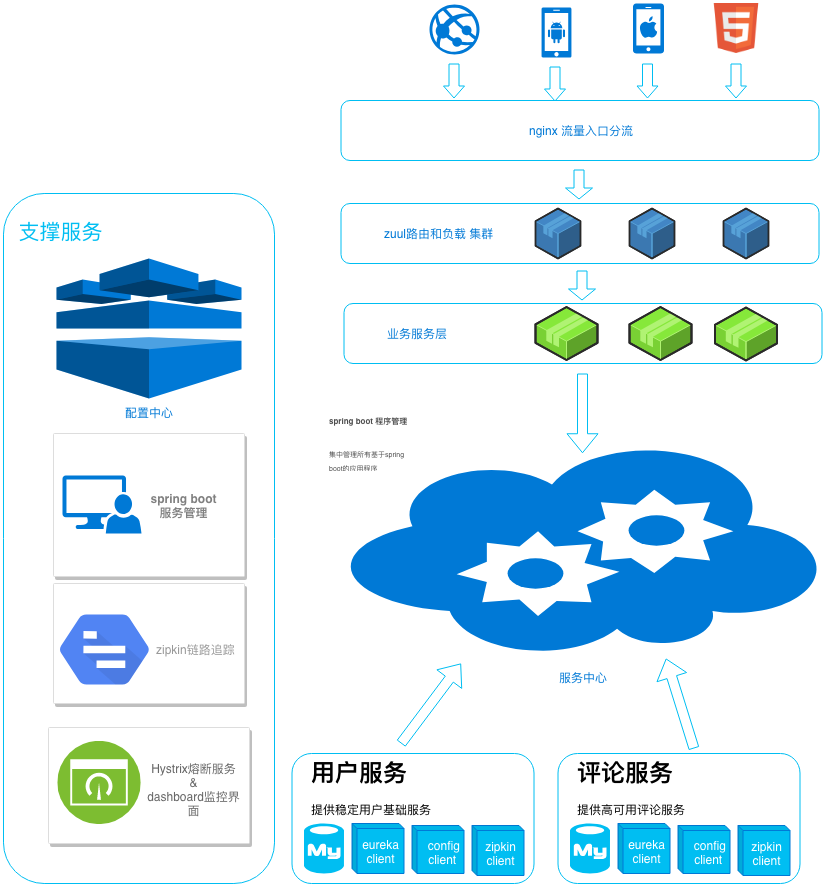 5
nginx 流量入口分流
支撑服务
zuul路由和负载 集群
业务服务层
配置中心
spring boot 程序管理
集中管理所有基于spring
boot的应用程序
spring boot
服务管理
zipkin链路追踪
服务中心
Hystrix熔断服务
&
dashboard监控界
面
用户服务
提供稳定用户基础服务
My
eureka
client
config
client
zipkin
client
评论服务
提供高可用评论服务
My
eureka
client
config
client
zipkin
client